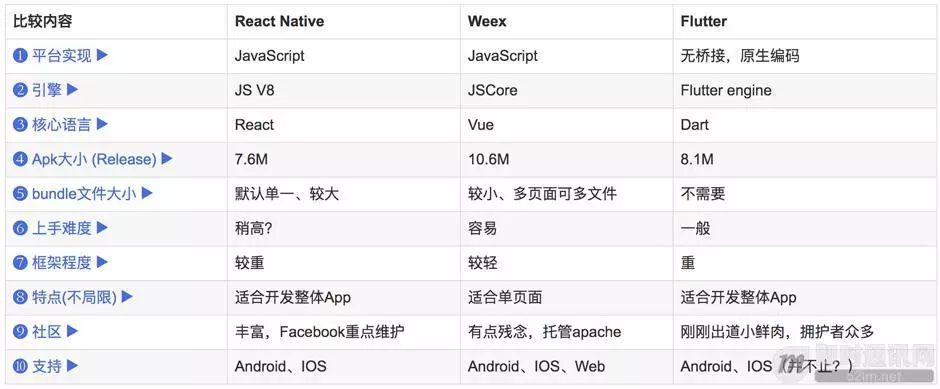 比较内容 React Native Weex Flutter
❶ 平台实现 ▶ JavaScript JavaScript 无桥接，原生编码
❷ 引擎 ▶ JS V8 JSCore Flutter engine
❸ 核心语言 ▶ React Vue Dart
❹ Apk大小 (Release) ▶ 7.6M 10.6M 8.1M
❺ bundle文件大小 ▶ 默认单一、较大 较小、多页面可多文件 不需要
❻ 上手难度 ▶ 稍高? 容易 一般
❼ 框架程度 ▶ 较重 较轻 重
❽ 特点(不局限) ▶ 适合开发整体App 适合单页面 适合开发整体App
❾ 社区 ▶ 丰富，Facebook重点维护 有点残念，托管apache 刚刚出道小鲜肉，拥护者众多
❿ 支持 ▶ Android、IOS Android、IOS、Web Android、IOS（并不止？）
即时通讯网
52im.net